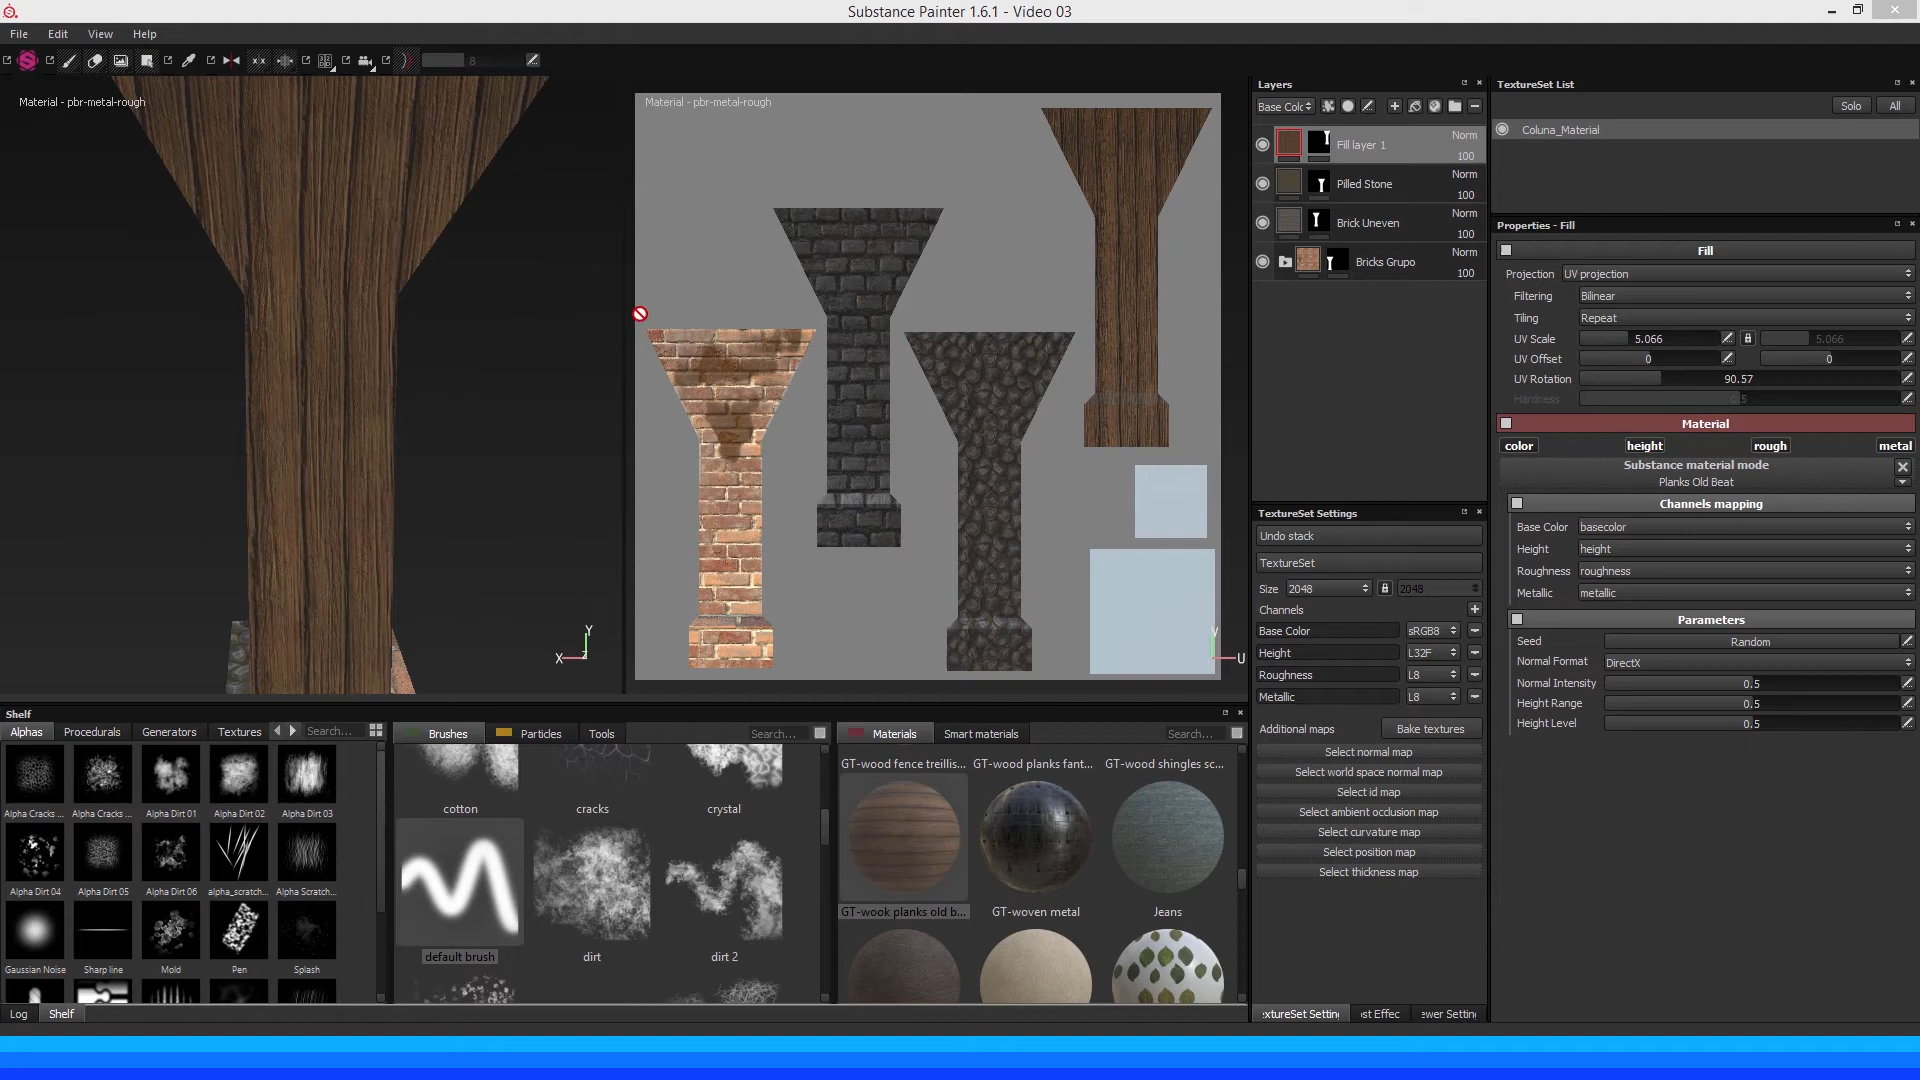 Substance Painter 1.6.1 - Video 03
File Edit View Help
8
Material - pbr-metal-rough
Material - pbr-metal-rough
X Y Z
V U
Layers
Base Colc
Fill layer 1 Norm 100
Pilled Stone Norm 100
Brick Uneven Norm 100
Bricks Grupo Norm 100
TextureSet Settings
Undo stack
TextureSet
Size 2048 2048
Channels
Base Color sRGB8
Height L32F
Roughness L8
Metallic L8
Additional maps Bake textures
Select normal map
Select world space normal map
Select id map
Select ambient occlusion map
Select curvature map
Select position map
Select thickness map
extureSet Setting ost Effec ewer Setting
TextureSet List
Solo All
Coluna_Material
Properties - Fill
Fill
Projection UV projection
Filtering Bilinear
Tiling Repeat
UV Scale 5.066 5.066
UV Offset 0 0
UV Rotation 90.57
Hardness 0.5
Material
color height rough metal
Substance material mode
Planks Old Beat
Channels mapping
Base Color basecolor
Height height
Roughness roughness
Metallic metallic
Parameters
Seed Random
Normal Format DirectX
Normal Intensity 0.5
Height Range 0.5
Height Level 0.5
Shelf
Alphas Procedurals Generators Textures Search...
Alpha Cracks ... Alpha Cracks ... Alpha Dirt 01 Alpha Dirt 02 Alpha Dirt 03
Alpha Dirt 04 Alpha Dirt 05 Alpha Dirt 06 alpha_scratch... Alpha Scratch...
Gaussian Noise Sharp line Mold Pen Splash
Brushes Particles Tools Search...
cotton cracks crystal
default brush dirt dirt 2
Materials Smart materials Search...
GT-wood fence treillis... GT-wood planks fant... GT-wood shingles sc...
GT-wook planks old b... GT-woven metal Jeans
Log Shelf